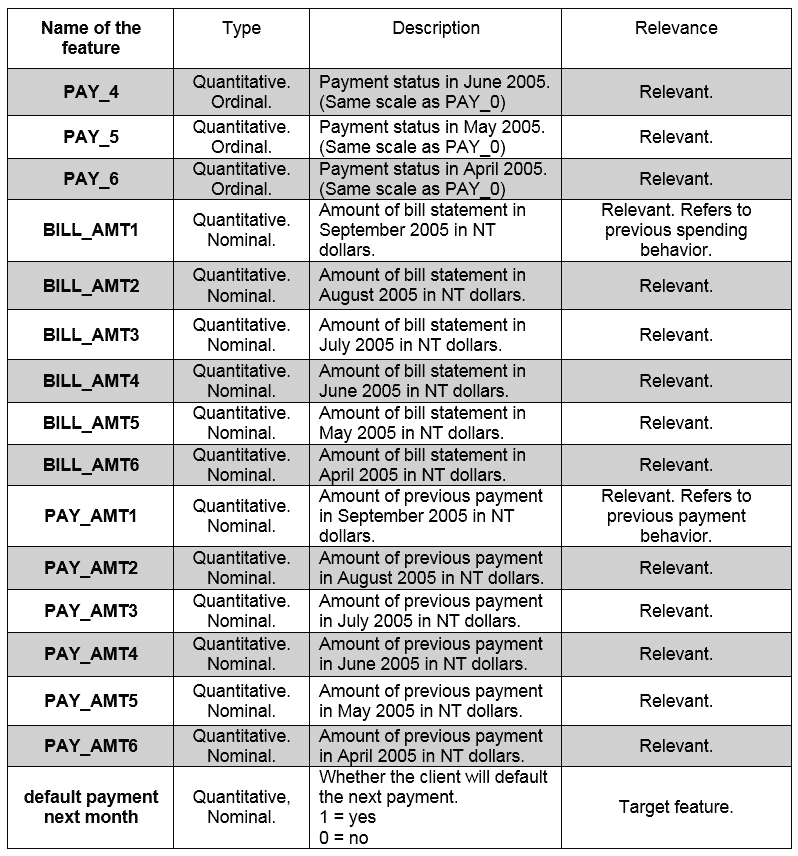 Name of the
feature
Type
Description
Relevance
PAY_4
Quantitative.
Ordinal.
Payment status in June 2005.
(Same scale as PAY_0)
Relevant.
PAY_5
Quantitative.
Ordinal.
Payment status in May 2005.
(Same scale as PAY_0)
Relevant.
PAY_6
Quantitative.
Ordinal.
Payment status in April 2005.
(Same scale as PAY_0)
Relevant.
BILL_AMT1
Quantitative.
Nominal.
Amount of bill statement in
September 2005 in NT
dollars.
Relevant. Refers to
previous spending
behavior.
BILL_AMT2
Quantitative.
Nominal.
Amount of bill statement in
August 2005 in NT dollars.
Relevant.
BILL_AMT3
Quantitative.
Nominal.
Amount of bill statement in
July 2005 in NT dollars.
Relevant.
BILL_AMT4
Quantitative.
Nominal.
Amount of bill statement in
June 2005 in NT dollars.
Relevant.
BILL_AMT5
Quantitative.
Nominal.
Amount of bill statement in
May 2005 in NT dollars.
Relevant.
BILL_AMT6
Quantitative.
Nominal.
Amount of bill statement in
April 2005 in NT dollars.
Relevant.
PAY_AMT1
Quantitative.
Nominal.
Amount of previous payment
in September 2005 in NT
dollars.
Relevant. Refers to
previous payment
behavior.
PAY_AMT2
Quantitative.
Nominal.
Amount of previous payment
in August 2005 in NT dollars.
Relevant.
PAY_AMT3
Quantitative.
Nominal.
Amount of previous payment
in July 2005 in NT dollars.
Relevant.
PAY_AMT4
Quantitative.
Nominal.
Amount of previous payment
in June 2005 in NT dollars.
Relevant.
PAY_AMT5
Quantitative.
Nominal.
Amount of previous payment
in May 2005 in NT dollars.
Relevant.
PAY_AMT6
Quantitative.
Nominal.
Amount of previous payment
in April 2005 in NT dollars.
Relevant.
default payment
next month
Quantitative,
Nominal.
Whether the client will default
the next payment.
1 = yes
0 = no
Target feature.